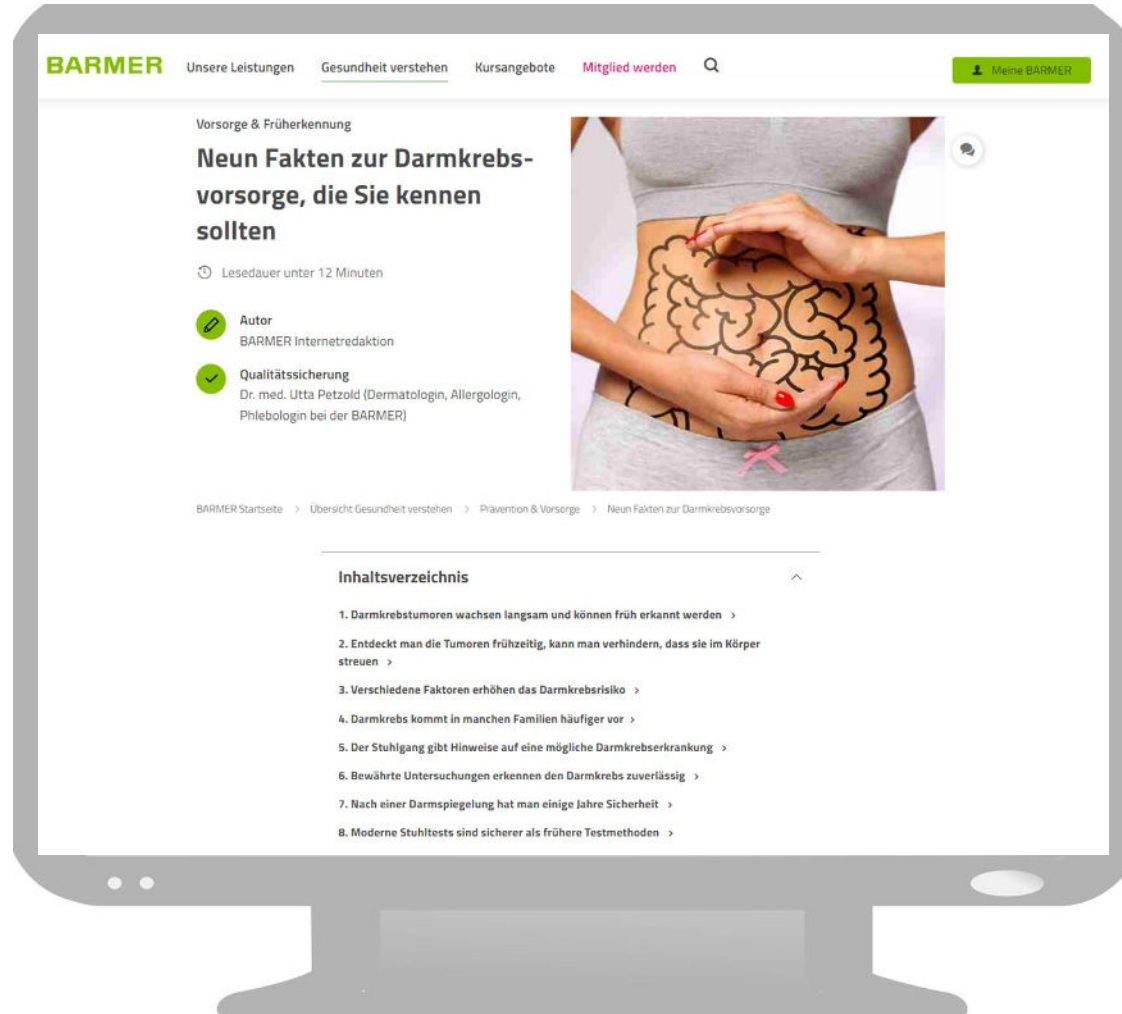 BARMER Unsere Leistungen Gesundheit verstehen Kursangebote Mitglied werden Meine BARMER
Vorsorge & Früherkennung
Neun Fakten zur Darmkrebs-
vorsorge, die Sie kennen
sollten
Lesedauer unter 12 Minuten
Autor
BARMER Internetredaktion
Qualitätssicherung
Dr. med. Utta Petzold (Dermatologin, Allergologin,
Phlebologin bei der BARMER)
BARMER Startseite > Übersicht Gesundheit verstehen > Prävention & Vorsorge > Neun Fakten zur Darmkrebsvorsorge
Inhaltsverzeichnis
1. Darmkrebstumoren wachsen langsam und können früh erkannt werden >
2. Entdeckt man die Tumoren frühzeitig, kann man verhindern, dass sie im Körper
streuen >
3. Verschiedene Faktoren erhöhen das Darmkrebsrisiko >
4. Darmkrebs kommt in manchen Familien häufiger vor >
5. Der Stuhlgang gibt Hinweise auf eine mögliche Darmkrebserkrankung >
6. Bewährte Untersuchungen erkennen den Darmkrebs zuverlässig >
7. Nach einer Darmspiegelung hat man einige Jahre Sicherheit >
8. Moderne Stuhltests sind sicherer als frühere Testmethoden >